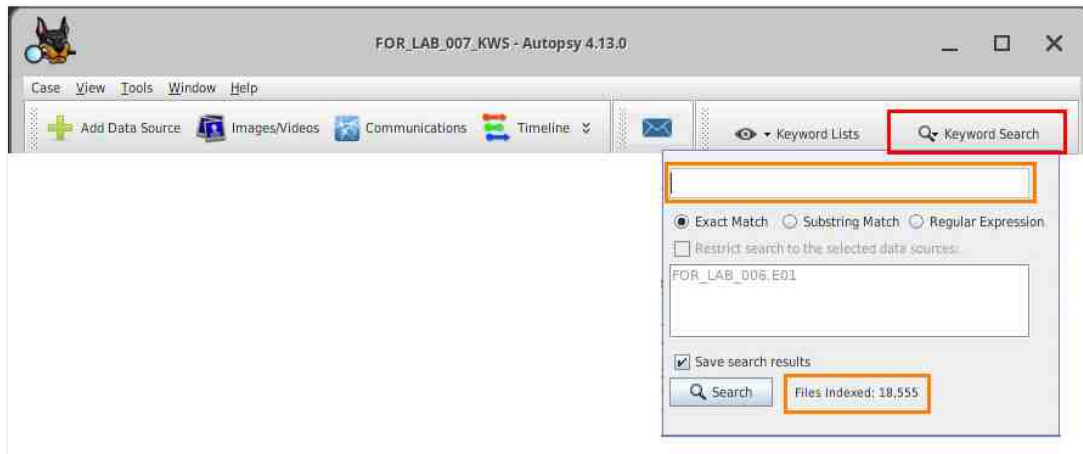 FOR_LAB_007_KWS - Autopsy 4.13.0
Case View Tools Window Help
Add Data Source Images/Videos Communications Timeline Keyword Lists Keyword Search
Exact Match Substring Match Regular Expression
Restrict search to the selected data sources:
FOR_LAB_006.E01
Save search results
Search Files Indexed: 18,555